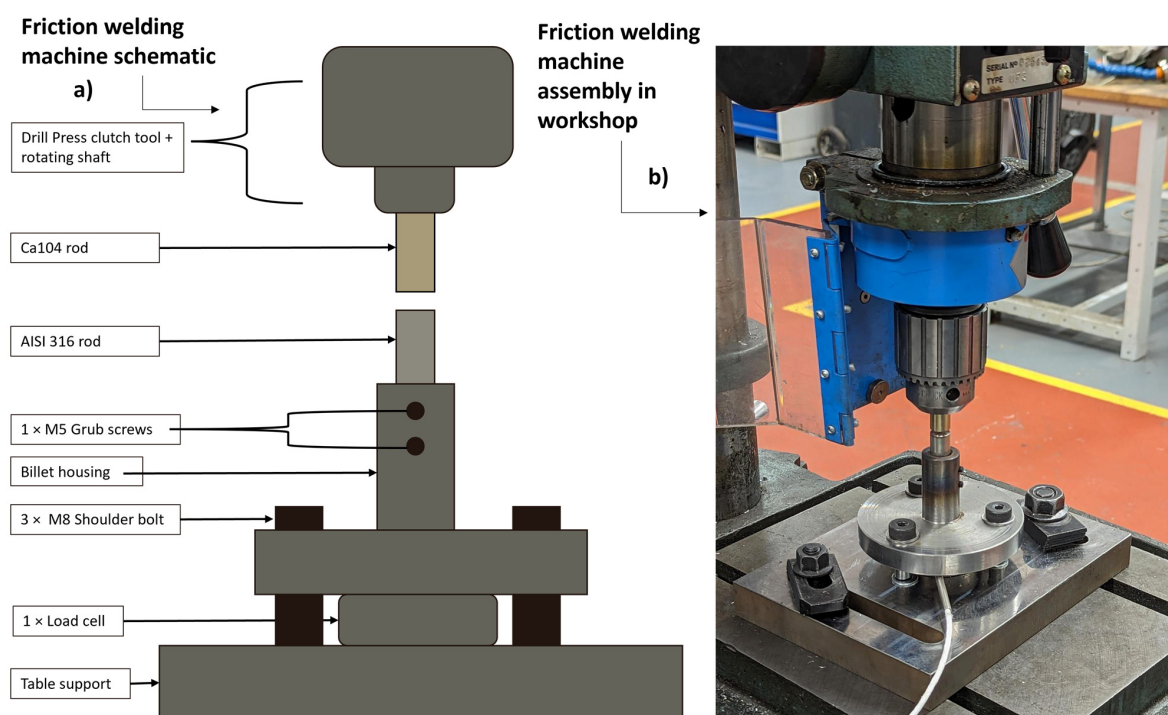 Friction welding
machine schematic
a)
Drill Press clutch tool +
rotating shaft
Ca104 rod
AISI 316 rod
1 × M5 Grub screws
Billet housing
3 × M8 Shoulder bolt
1 × Load cell
Table support
Friction welding
machine
assembly in
workshop
b)
SERIAL Nº
TYPE